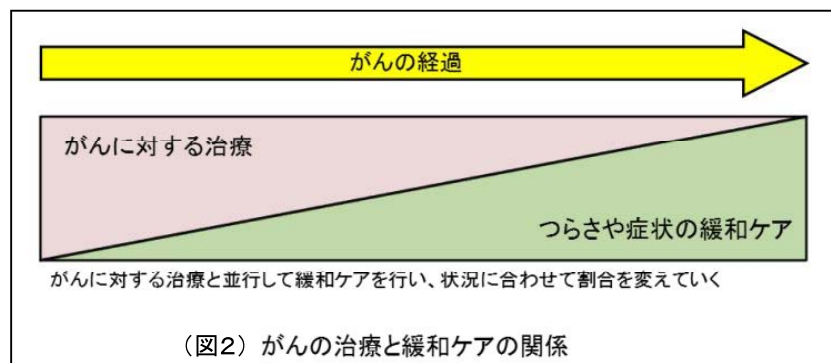 がんの経過
がんに対する治療
つらさや症状の緩和ケア
がんに対する治療と並行して緩和ケアを行い、状況に合わせて割合を変えていく
（図２）がんの治療と緩和ケアの関係